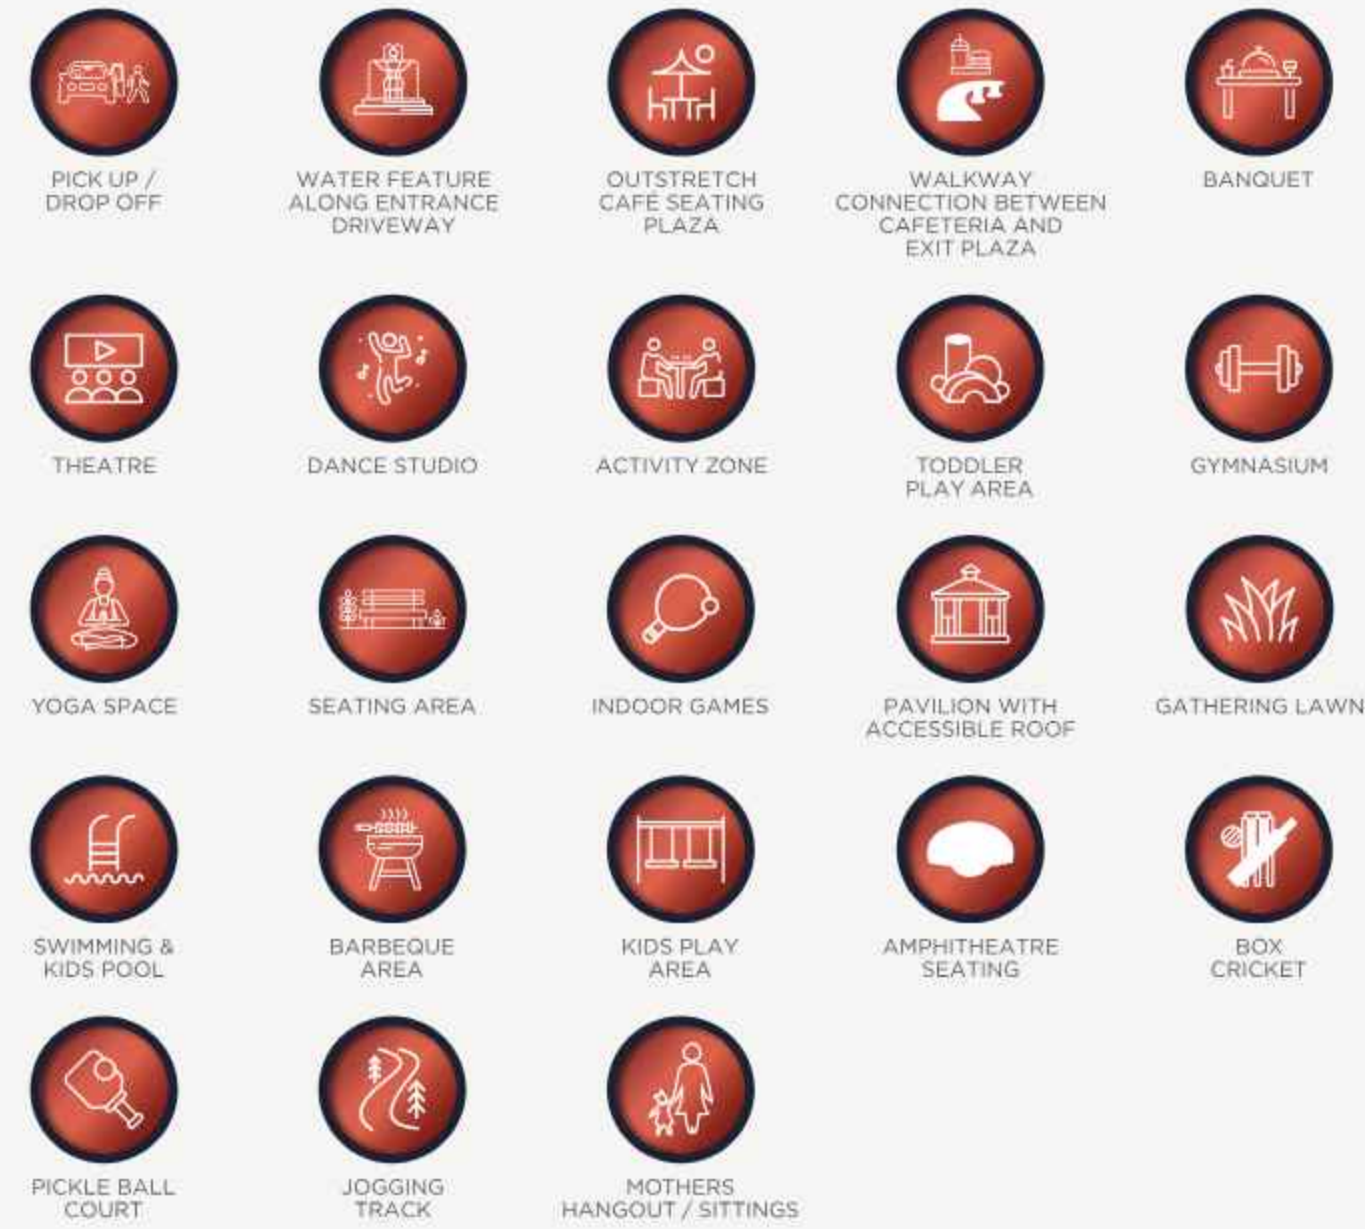 PICK UP /
DROP OFF
WATER FEATURE
ALONG ENTRANCE
DRIVEWAY
OUTSTRETCH
CAFÉ SEATING
PLAZA
WALKWAY
CONNECTION BETWEEN
CAFETERIA AND
EXIT PLAZA
BANQUET
THEATRE
DANCE STUDIO
ACTIVITY ZONE
TODDLER
PLAY AREA
GYMNASIUM
YOGA SPACE
SEATING AREA
INDOOR GAMES
PAVILION WITH
ACCESSIBLE ROOF
GATHERING LAWN
SWIMMING &
KIDS POOL
BARBEQUE
AREA
KIDS PLAY
AREA
AMPHITHEATRE
SEATING
BOX
CRICKET
PICKLE BALL
COURT
JOGGING
TRACK
MOTHERS
HANGOUT / SITTINGS